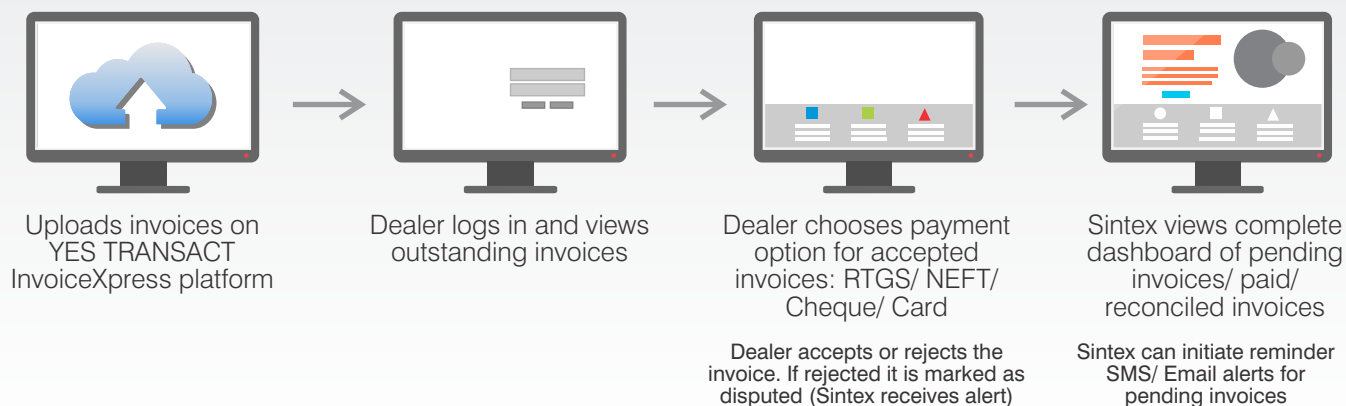 Uploads invoices on
YES TRANSACT
InvoiceXpress platform
Dealer logs in and views
outstanding invoices
Dealer chooses payment
option for accepted
invoices: RTGS/ NEFT/
Cheque/ Card
Dealer accepts or rejects the
invoice. If rejected it is marked as
disputed (Sintex receives alert)
Sintex views complete
dashboard of pending
invoices/ paid/
reconciled invoices
Sintex can initiate reminder
SMS/ Email alerts for
pending invoices